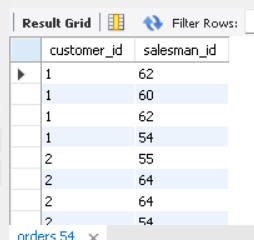 Result Grid Filter Rows:
customer_id salesman_id
1 62
1 60
1 62
1 54
2 55
2 64
2 64
2 54
orders 54 ×